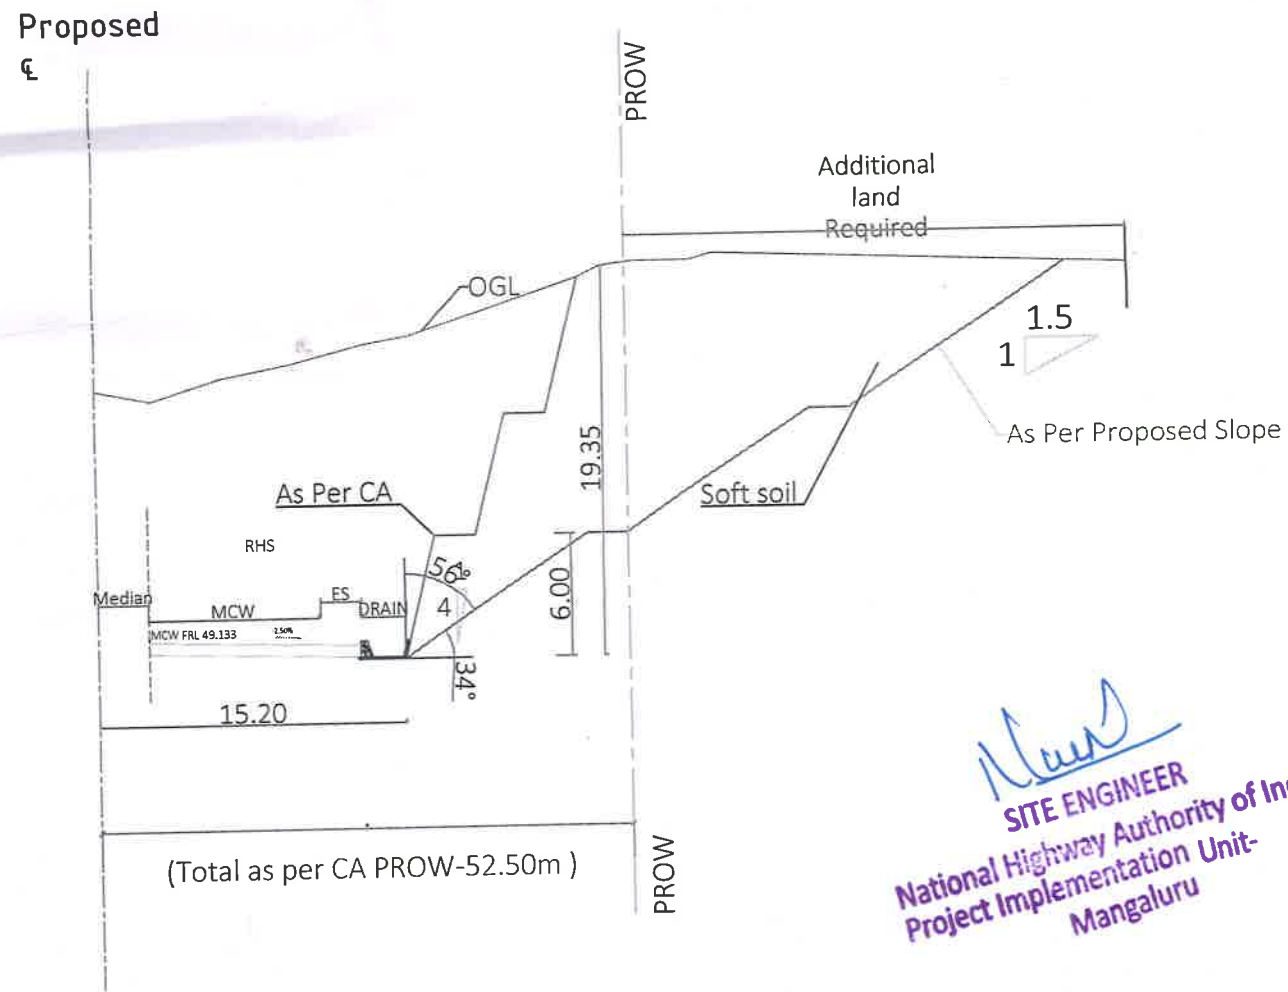 Proposed
℄
PROW
Additional
land
Required
OGL
1.5
1
As Per Proposed Slope
19.35
As Per CA
Soft soil
RHS
56°
6.00
Median
MCW
ES
DRAIN
4
MCW FRL 49.133
2.50%
34°
15.20
(Total as per CA PROW-52.50m )
PROW
SITE ENGINEER
National Highway Authority of In
Project Implementation Unit-
Mangaluru